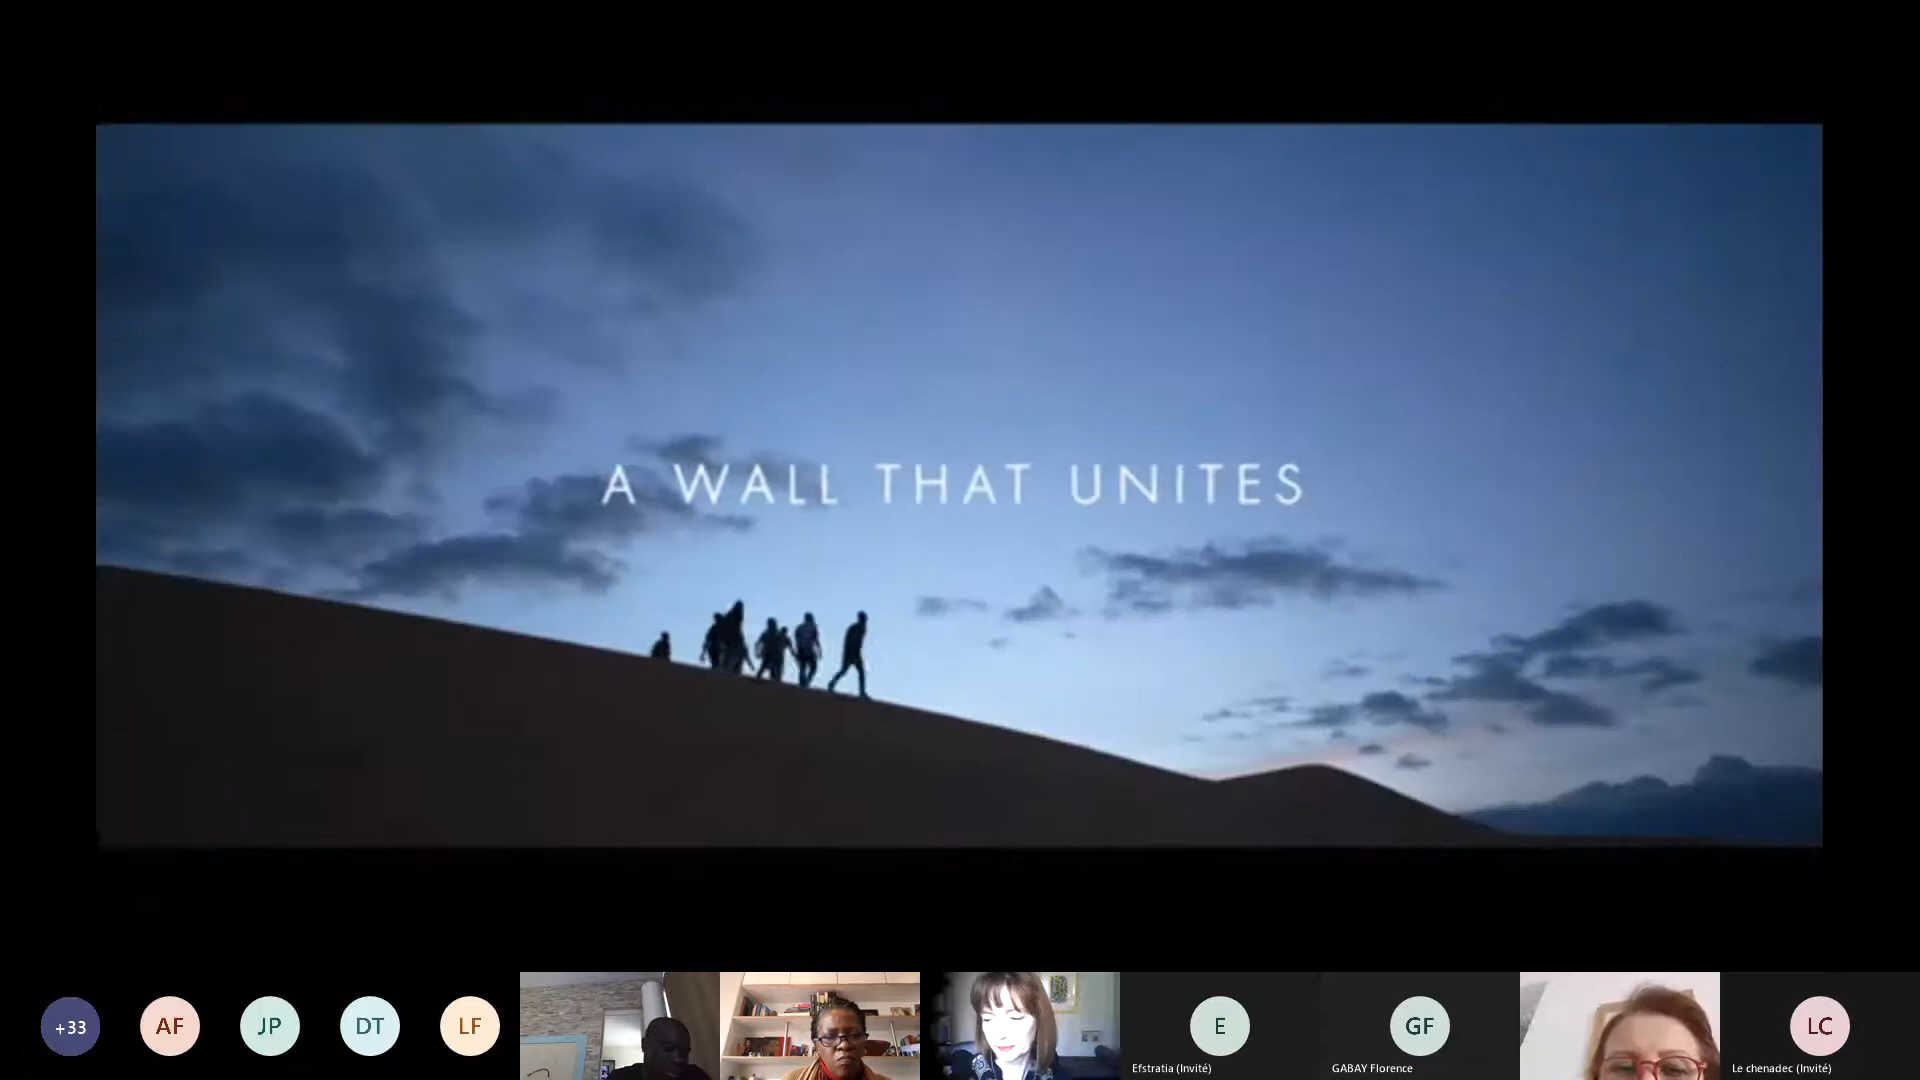 A WALL THAT UNITES
+33
AF
JP
DT
LF
E
GF
LC
Efstratia (Invité)
GABAY Florence
Le chenadec (Invité)